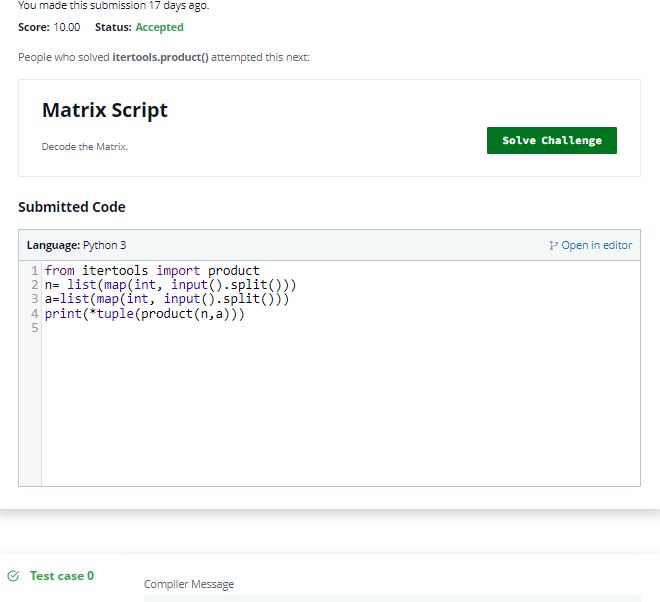 You made this submission 17 days ago.
Score: 10.00 Status: Accepted
People who solved itertools.product() attempted this next:
Matrix Script
Decode the Matrix.
Solve Challenge
Submitted Code
Language: Python 3
Open in editor
1 from itertools import product
2 n= list(map(int, input().split()))
3 a=list(map(int, input().split()))
4 print(*tuple(product(n,a)))
5
Test case 0
Compiler Message